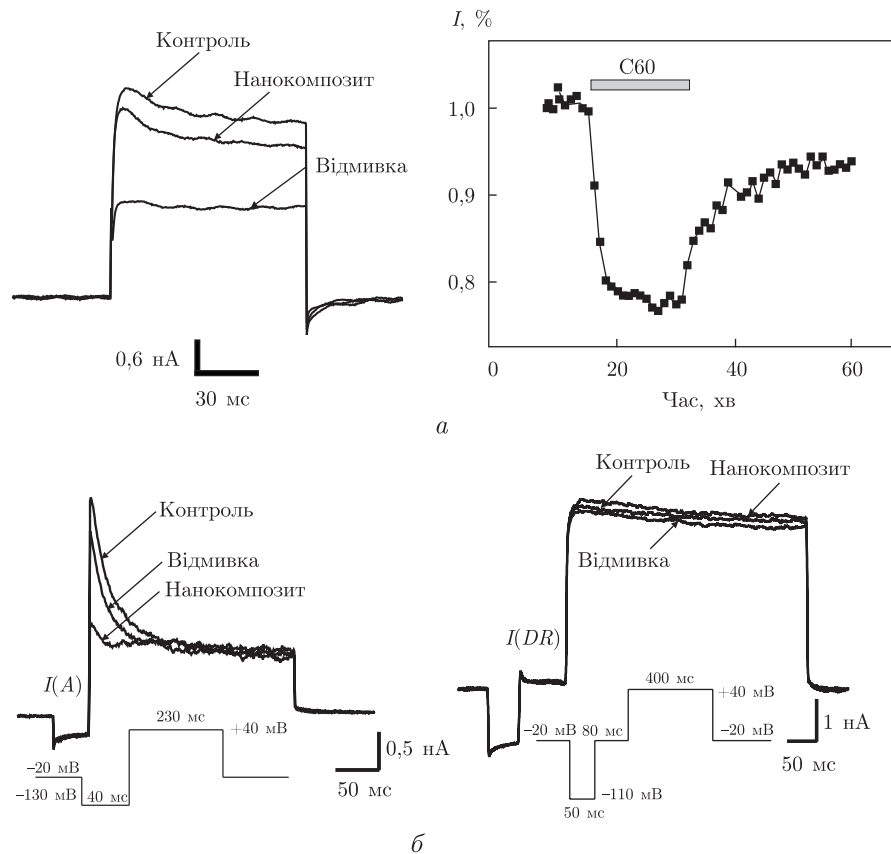 Контроль
Нанокомпозит
Відмивка
0,6 нА
30 мс
I, %
C60
1,0
0,9
0,8
0
20
40
60
Час, хв
а
Контроль
Відмивка
Нанокомпозит
I(A)
230 мс
+40 мВ
–20 мВ
–130 мВ
40 мс
0,5 нА
50 мс
Контроль
Нанокомпозит
Відмивка
I(DR)
400 мс
+40 мВ
–20 мВ
80 мс
–20 мВ
–110 мВ
50 мс
1 нА
50 мс
б